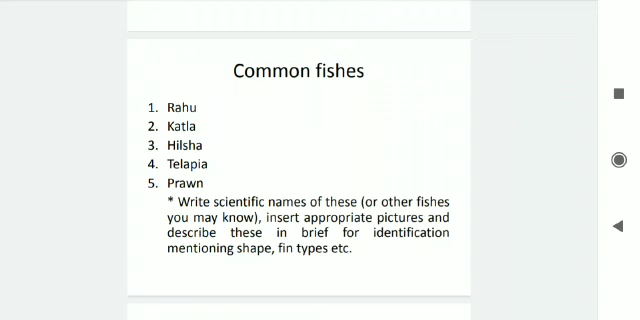 Common fishes
1. Rahu
2. Katla
3. Hilsha
4. Telapia
5. Prawn
* Write scientific names of these (or other fishes
you may know), insert appropriate pictures and
describe these in brief for identification
mentioning shape, fin types etc.